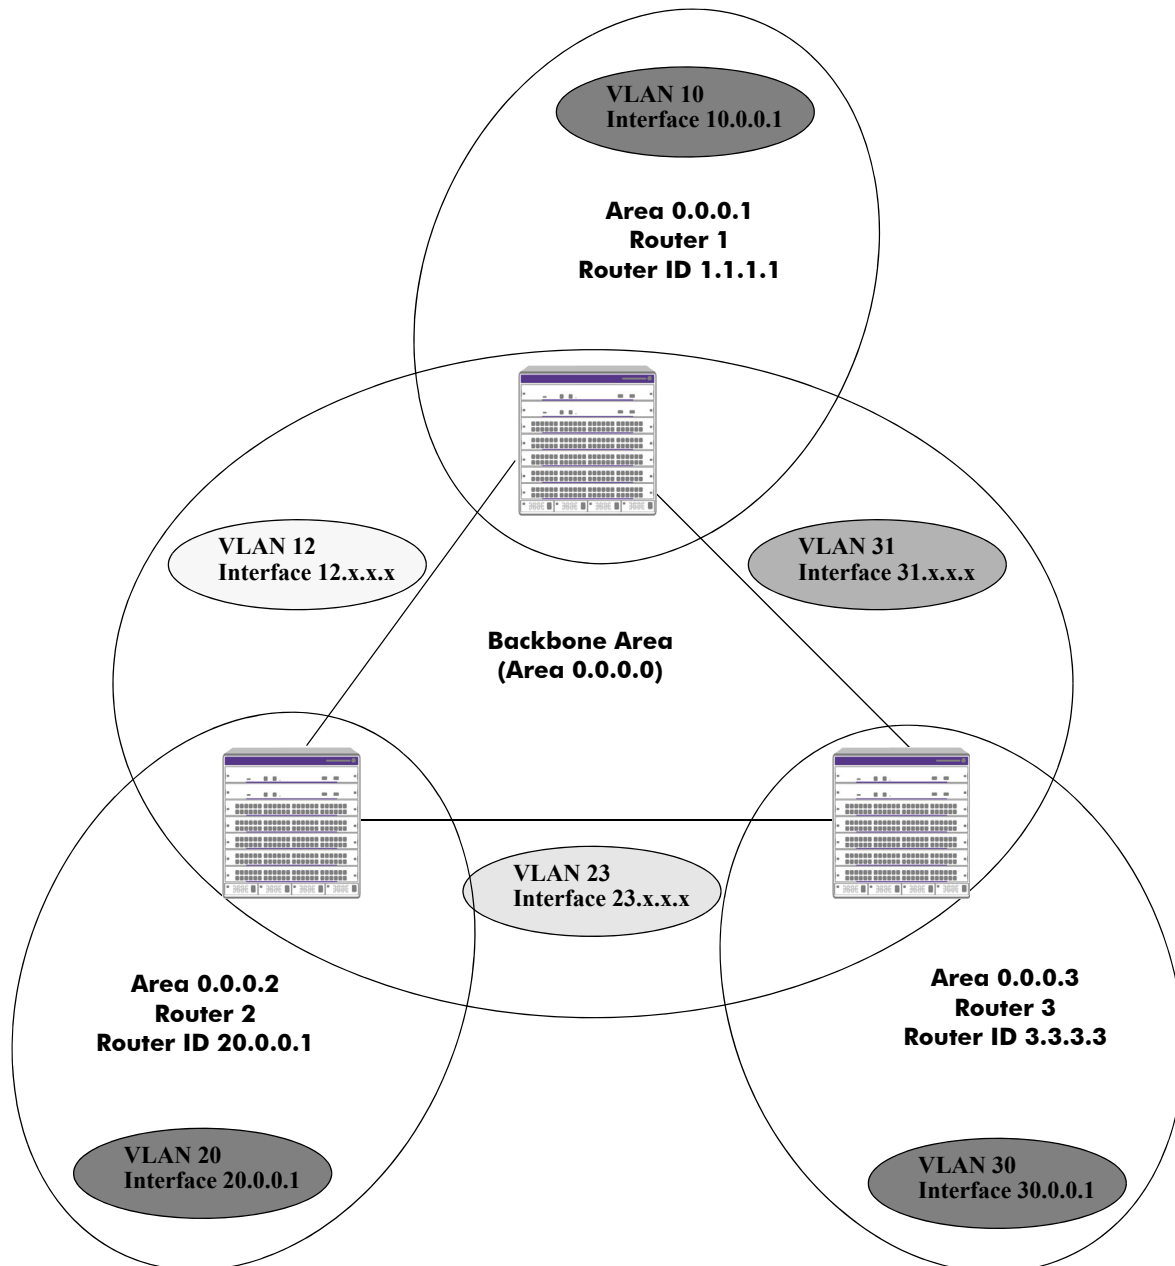 VLAN 10
Interface 10.0.0.1
Area 0.0.0.1
Router 1
Router ID 1.1.1.1
VLAN 12
Interface 12.x.x.x
VLAN 31
Interface 31.x.x.x
Backbone Area
(Area 0.0.0.0)
VLAN 23
Interface 23.x.x.x
Area 0.0.0.2
Router 2
Router ID 20.0.0.1
Area 0.0.0.3
Router 3
Router ID 3.3.3.3
VLAN 20
Interface 20.0.0.1
VLAN 30
Interface 30.0.0.1